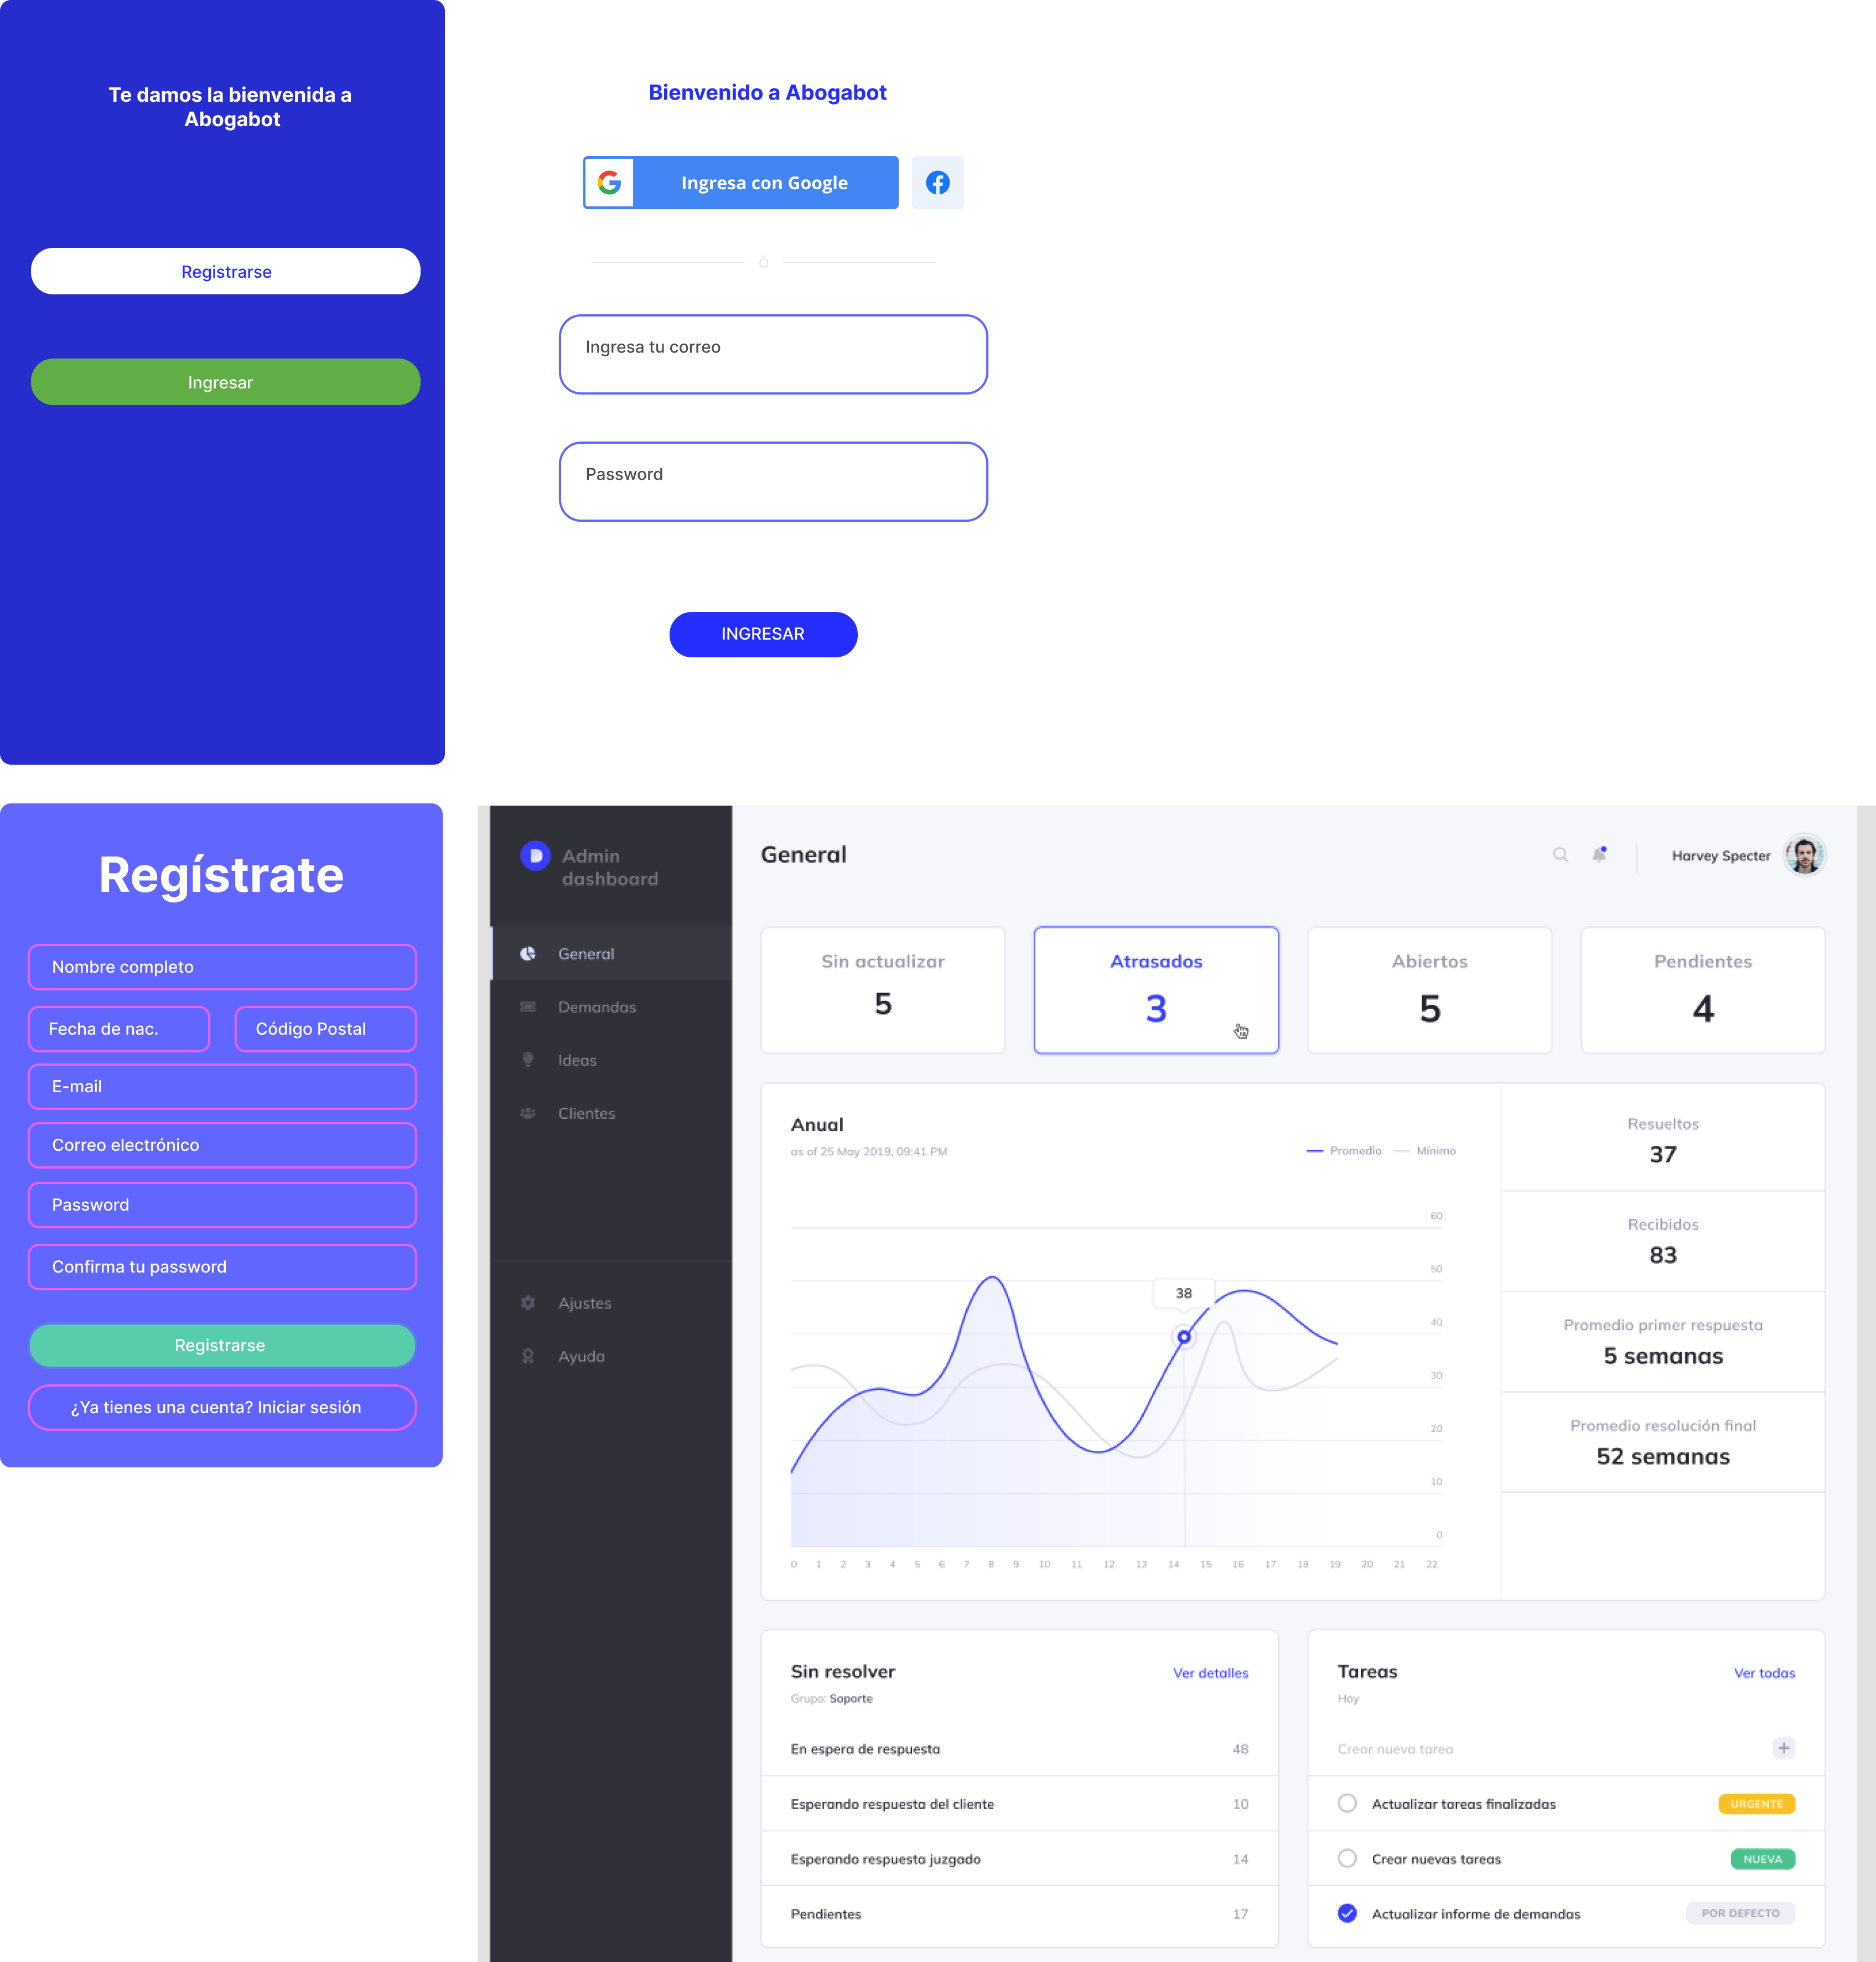 Te damos la bienvenida a
Abogabot
Registrarse
Ingresar
Bienvenido a Abogabot
Ingresa con Google
Ó
Ingresa tu correo
Password
INGRESAR
Regístrate
Nombre completo
Fecha de nac.
Código Postal
E-mail
Correo electrónico
Password
Confirma tu password
Registrarse
¿Ya tienes una cuenta? Iniciar sesión
Admin
dashboard
General
Demandas
Ideas
Clientes
Ajustes
Ayuda
General
Harvey Specter
Sin actualizar
5
Atrasados
3
Abiertos
5
Pendientes
4
Anual
as of 25 May 2019, 09:41 PM
Promedio
Mínimo
60
50
40
30
20
10
0
38
0 1 2 3 4 5 6 7 8 9 10 11 12 13 14 15 16 17 18 19 20 21 22
Resueltos
37
Recibidos
83
Promedio primer respuesta
5 semanas
Promedio resolución final
52 semanas
Sin resolver
Ver detalles
Grupo: Soporte
En espera de respuesta 48
Esperando respuesta del cliente 10
Esperando respuesta juzgado 14
Pendientes 17
Tareas
Ver todas
Hoy
Crear nueva tarea
Actualizar tareas finalizadas URGENTE
Crear nuevas tareas NUEVA
Actualizar informe de demandas POR DEFECTO